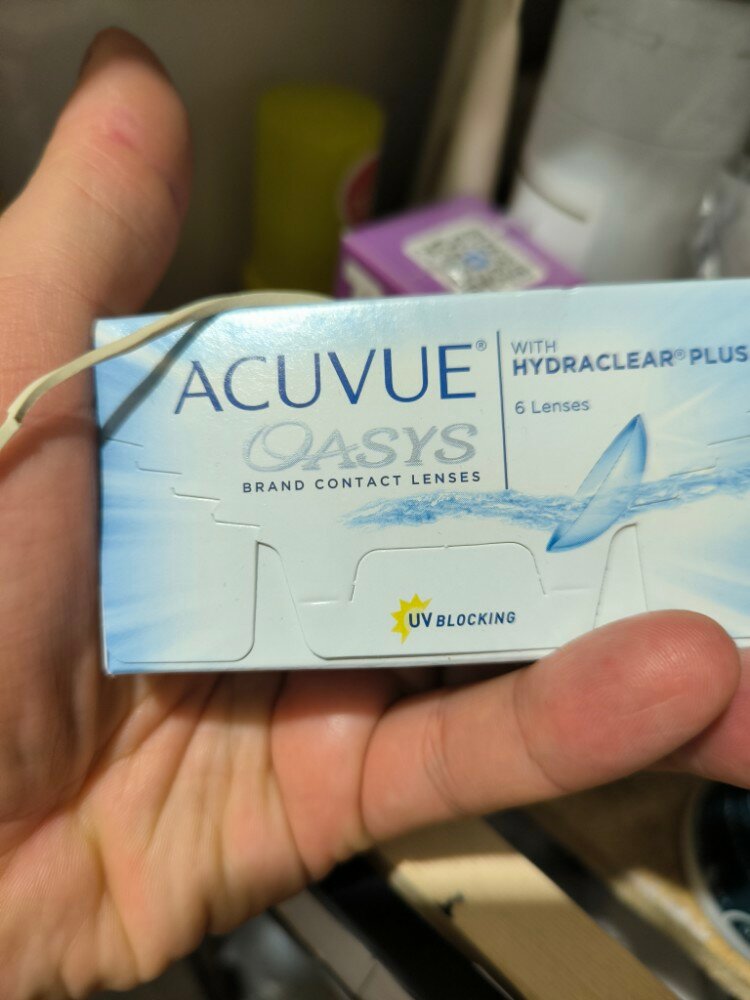 ACUVUE®
OASYS
BRAND CONTACT LENSES
WITH
HYDRACLEAR® PLUS
6 Lenses
UV BLOCKING